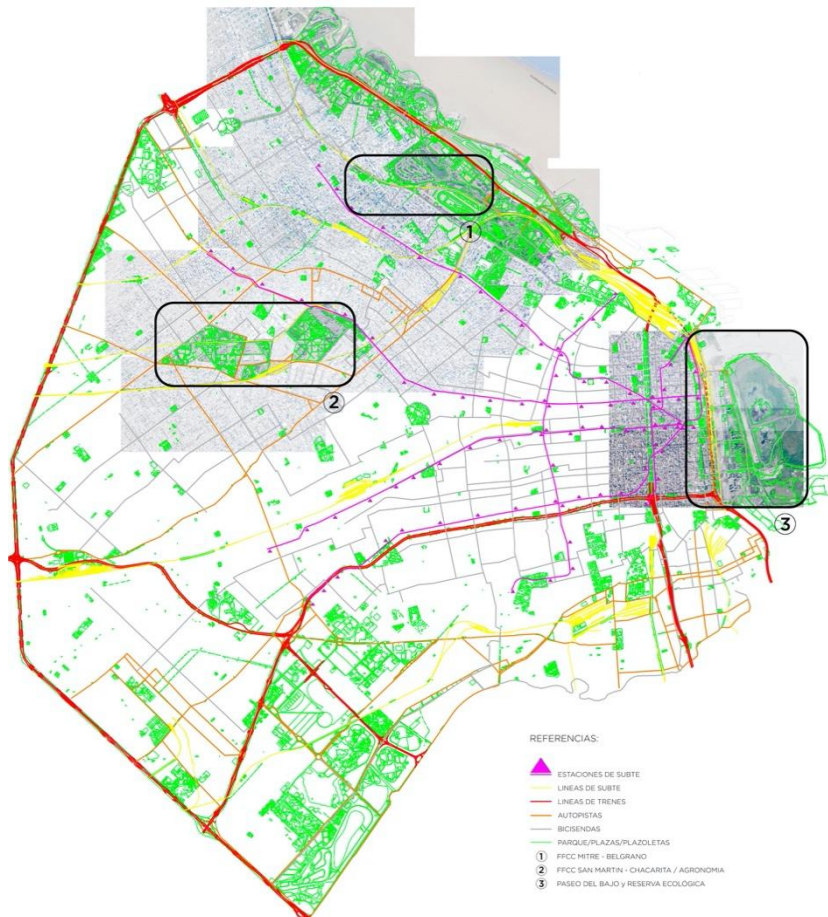 1
2
3
REFERENCIAS:
ESTACIONES DE SUBTE
LINEAS DE SUBTE
LINEAS DE TRENES
AUTOPISTAS
BICISENDAS
PARQUE/PLAZAS/PLAZOLETAS
1 FFCC MITRE - BELGRANO
2 FFCC SAN MARTIN - CHACARITA / AGRONOMIA
3 PASEO DEL BAJO y RESERVA ECOLÓGICA